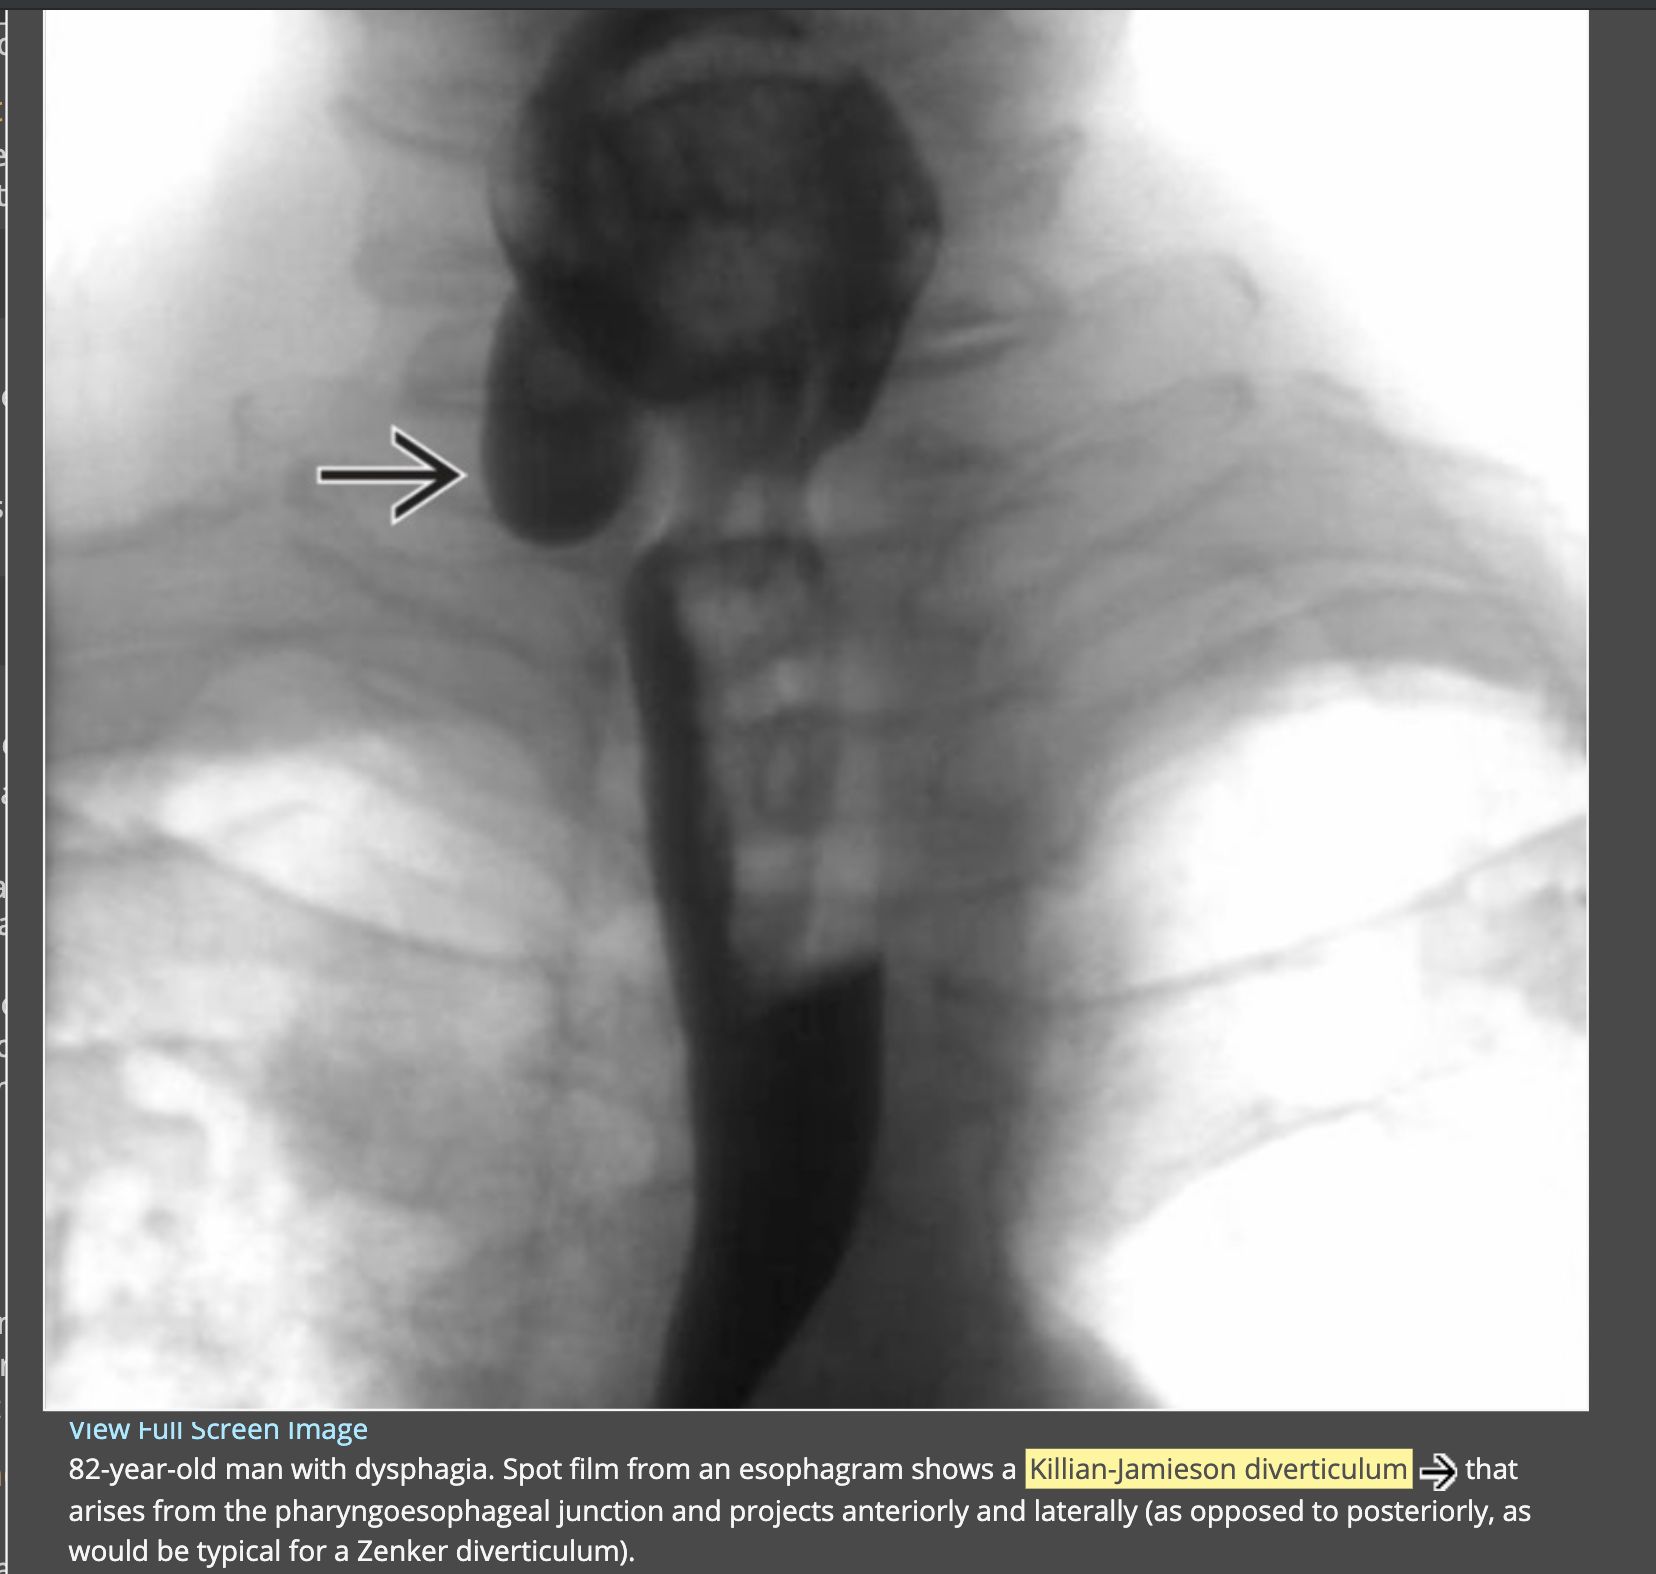 View Full Screen Image
82-year-old man with dysphagia. Spot film from an esophagram shows a Killian-Jamieson diverticulum that
arises from the pharyngoesophageal junction and projects anteriorly and laterally (as opposed to posteriorly, as
would be typical for a Zenker diverticulum).